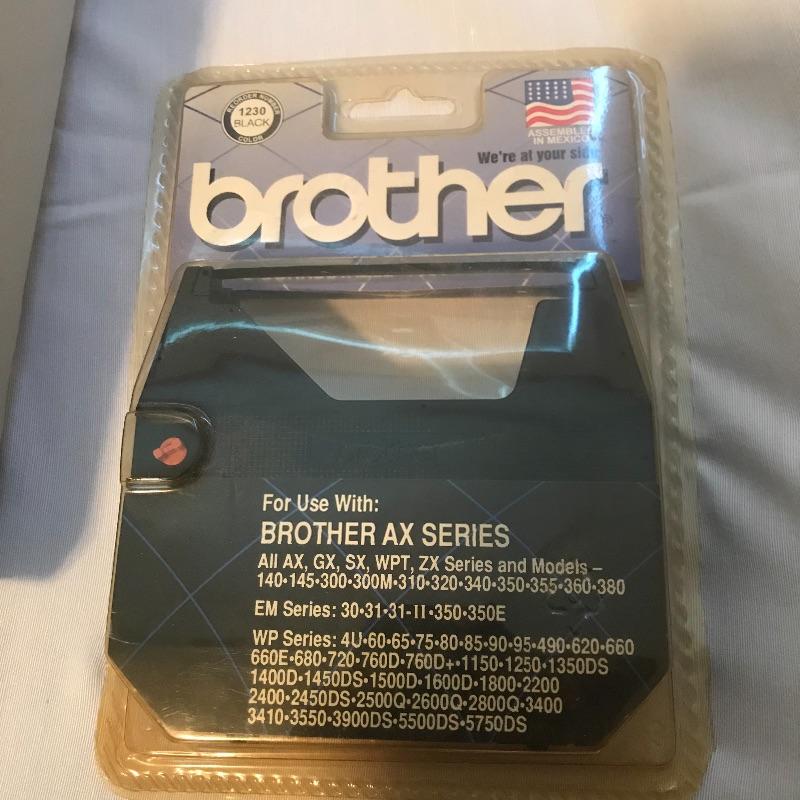 REORDER NUMBER
1230
BLACK
COLOR
ASSEMBLED
IN MEXICO
We're at your side
brother
For Use With:
BROTHER AX SERIES
All AX, GX, SX, WPT, ZX Series and Models –
140•145•300•300M•310•320•340•350•355•360•380
EM Series: 30•31•31-II•350•350E
WP Series: 4U•60•65•75•80•85•90•95•490•620•660
660E•680•720•760D•760D+•1150•1250•1350DS
1400D•1450DS•1500D•1600D•1800•2200
2400•2450DS•2500Q•2600Q•2800Q•3400
3410•3550•3900DS•5500DS•5750DS